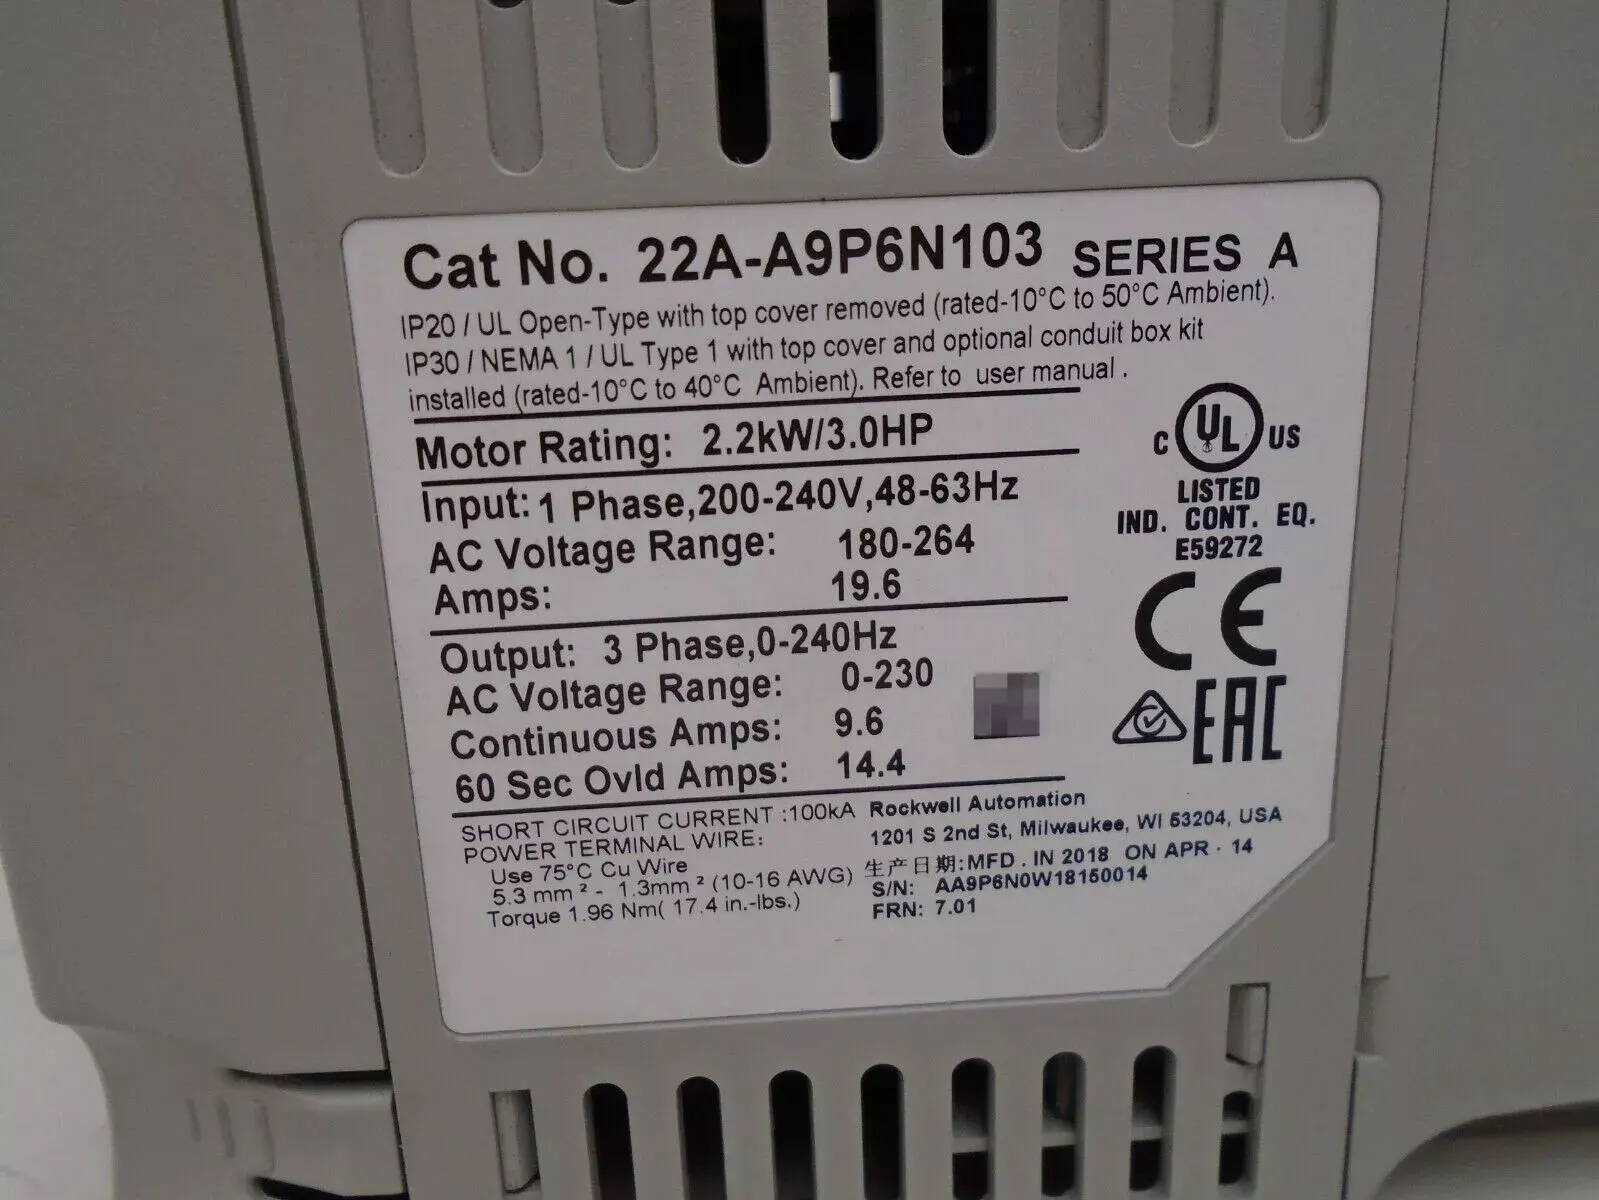 Cat No. 22A-A9P6N103 SERIES A
IP20 / UL Open-Type with top cover removed (rated-10°C to 50°C Ambient).
IP30 / NEMA 1 / UL Type 1 with top cover and optional conduit box kit
installed (rated-10°C to 40°C Ambient). Refer to user manual .
Motor Rating: 2.2kW/3.0HP
Input: 1 Phase,200-240V,48-63Hz
AC Voltage Range: 180-264
Amps: 19.6
Output: 3 Phase,0-240Hz
AC Voltage Range: 0-230
Continuous Amps: 9.6
60 Sec Ovld Amps: 14.4
C UL US
LISTED
IND. CONT. EQ.
E59272
CE
EAC
SHORT CIRCUIT CURRENT :100kA
POWER TERMINAL WIRE:
Use 75°C Cu Wire
5.3 mm² - 1.3mm² (10-16 AWG)
Torque 1.96 Nm( 17.4 in.-lbs.)
Rockwell Automation
1201 S 2nd St, Milwaukee, WI 53204, USA
生产日期:MFD . IN 2018 ON APR · 14
S/N: AA9P6N0W18150014
FRN: 7.01